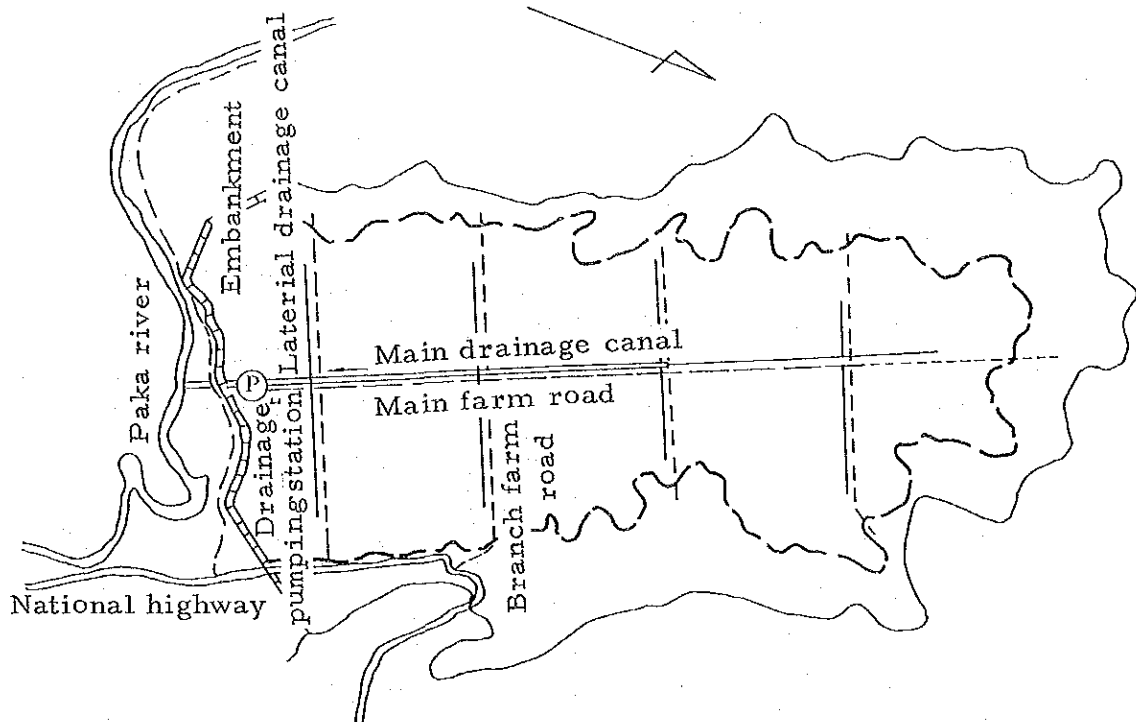 Paka river
Embankment
Laterial drainage canal
Main drainage canal
P
Main farm road
Drainage
pumpingstation
Branch farm
road
National highway